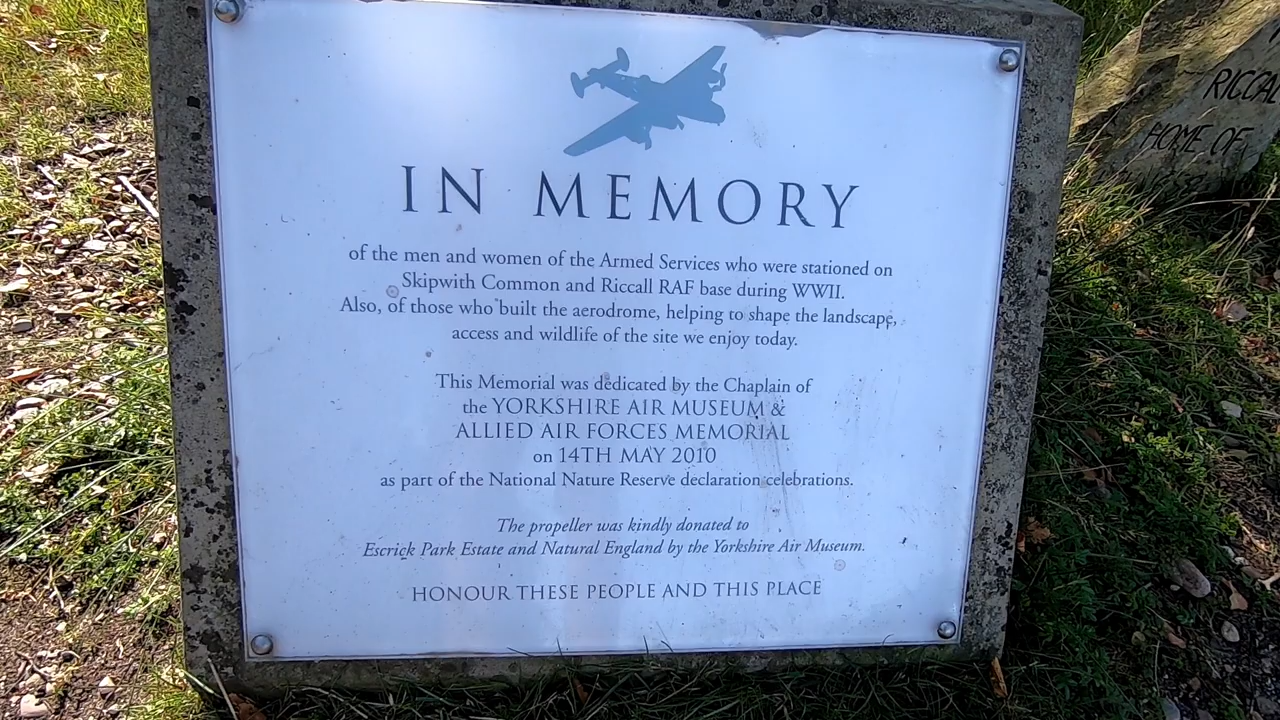 IN MEMORY
of the men and women of the Armed Services who were stationed on
Skipwith Common and Riccall RAF base during WWII.
Also, of those who built the aerodrome, helping to shape the landscape,
access and wildlife of the site we enjoy today.
This Memorial was dedicated by the Chaplain of
the YORKSHIRE AIR MUSEUM &
ALLIED AIR FORCES MEMORIAL
on 14TH MAY 2010
as part of the National Nature Reserve declaration celebrations.
The propeller was kindly donated to
Escrick Park Estate and Natural England by the Yorkshire Air Museum.
HONOUR THESE PEOPLE AND THIS PLACE
RICCAL
HOME OF